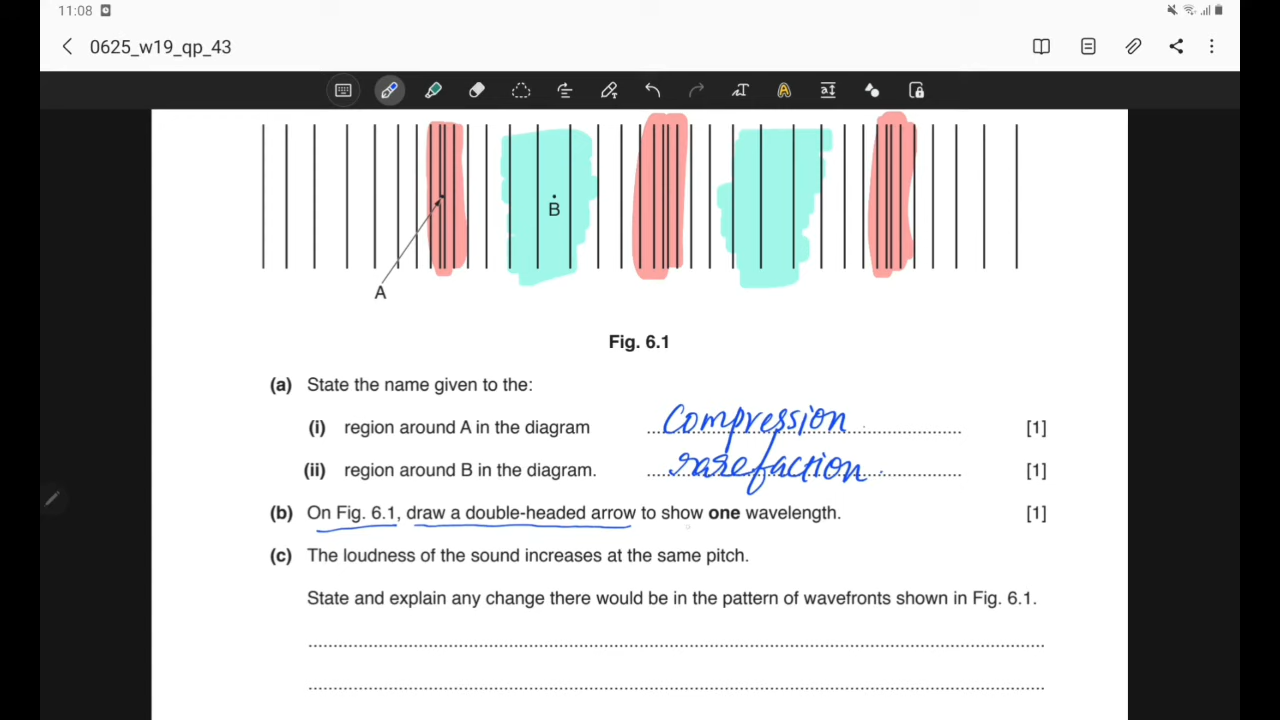 11:08
0625_w19_qp_43
B
A
Fig. 6.1
(a) State the name given to the:
(i) region around A in the diagram Compression [1]
(ii) region around B in the diagram. rarefaction [1]
(b) On Fig. 6.1, draw a double-headed arrow to show one wavelength. [1]
(c) The loudness of the sound increases at the same pitch.
State and explain any change there would be in the pattern of wavefronts shown in Fig. 6.1.